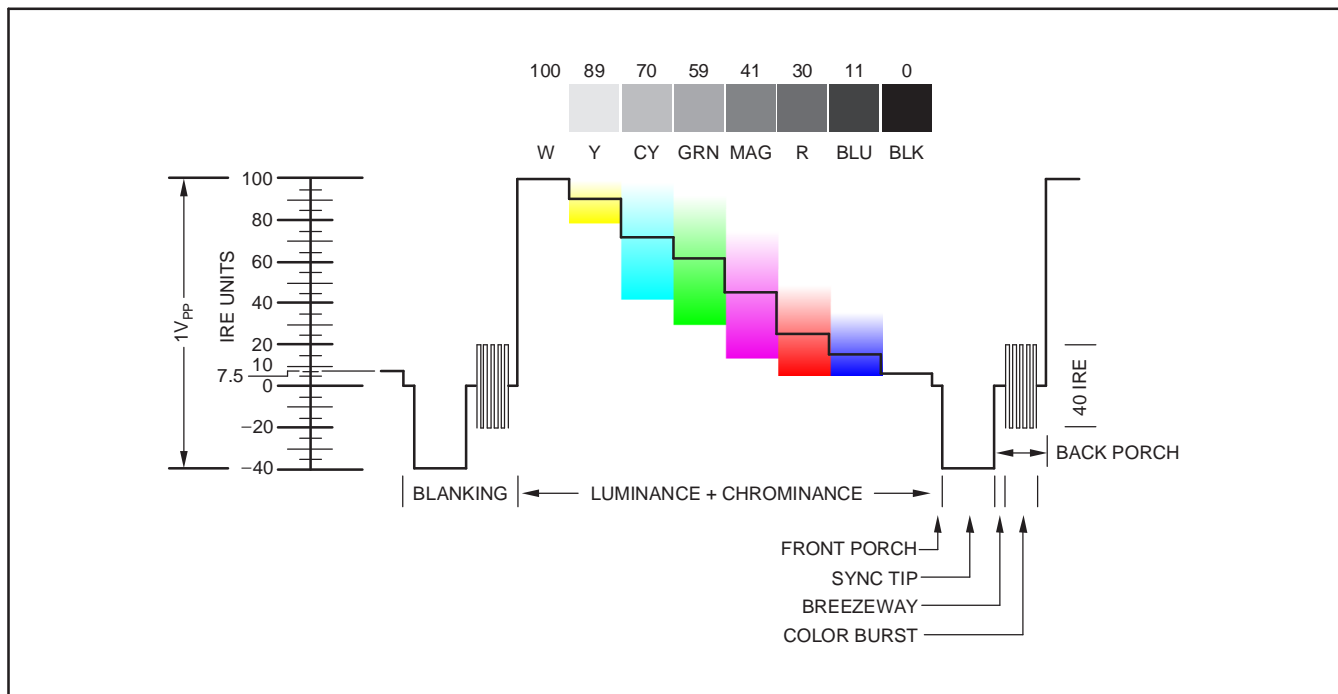 100 89 70 59 41 30 11 0
W Y CY GRN MAG R BLU BLK
1VPP
IRE UNITS
100
80
60
40
20
10
7.5
0
−20
−40
40 IRE
BACK PORCH
BLANKING
LUMINANCE + CHROMINANCE
FRONT PORCH
SYNC TIP
BREEZEWAY
COLOR BURST